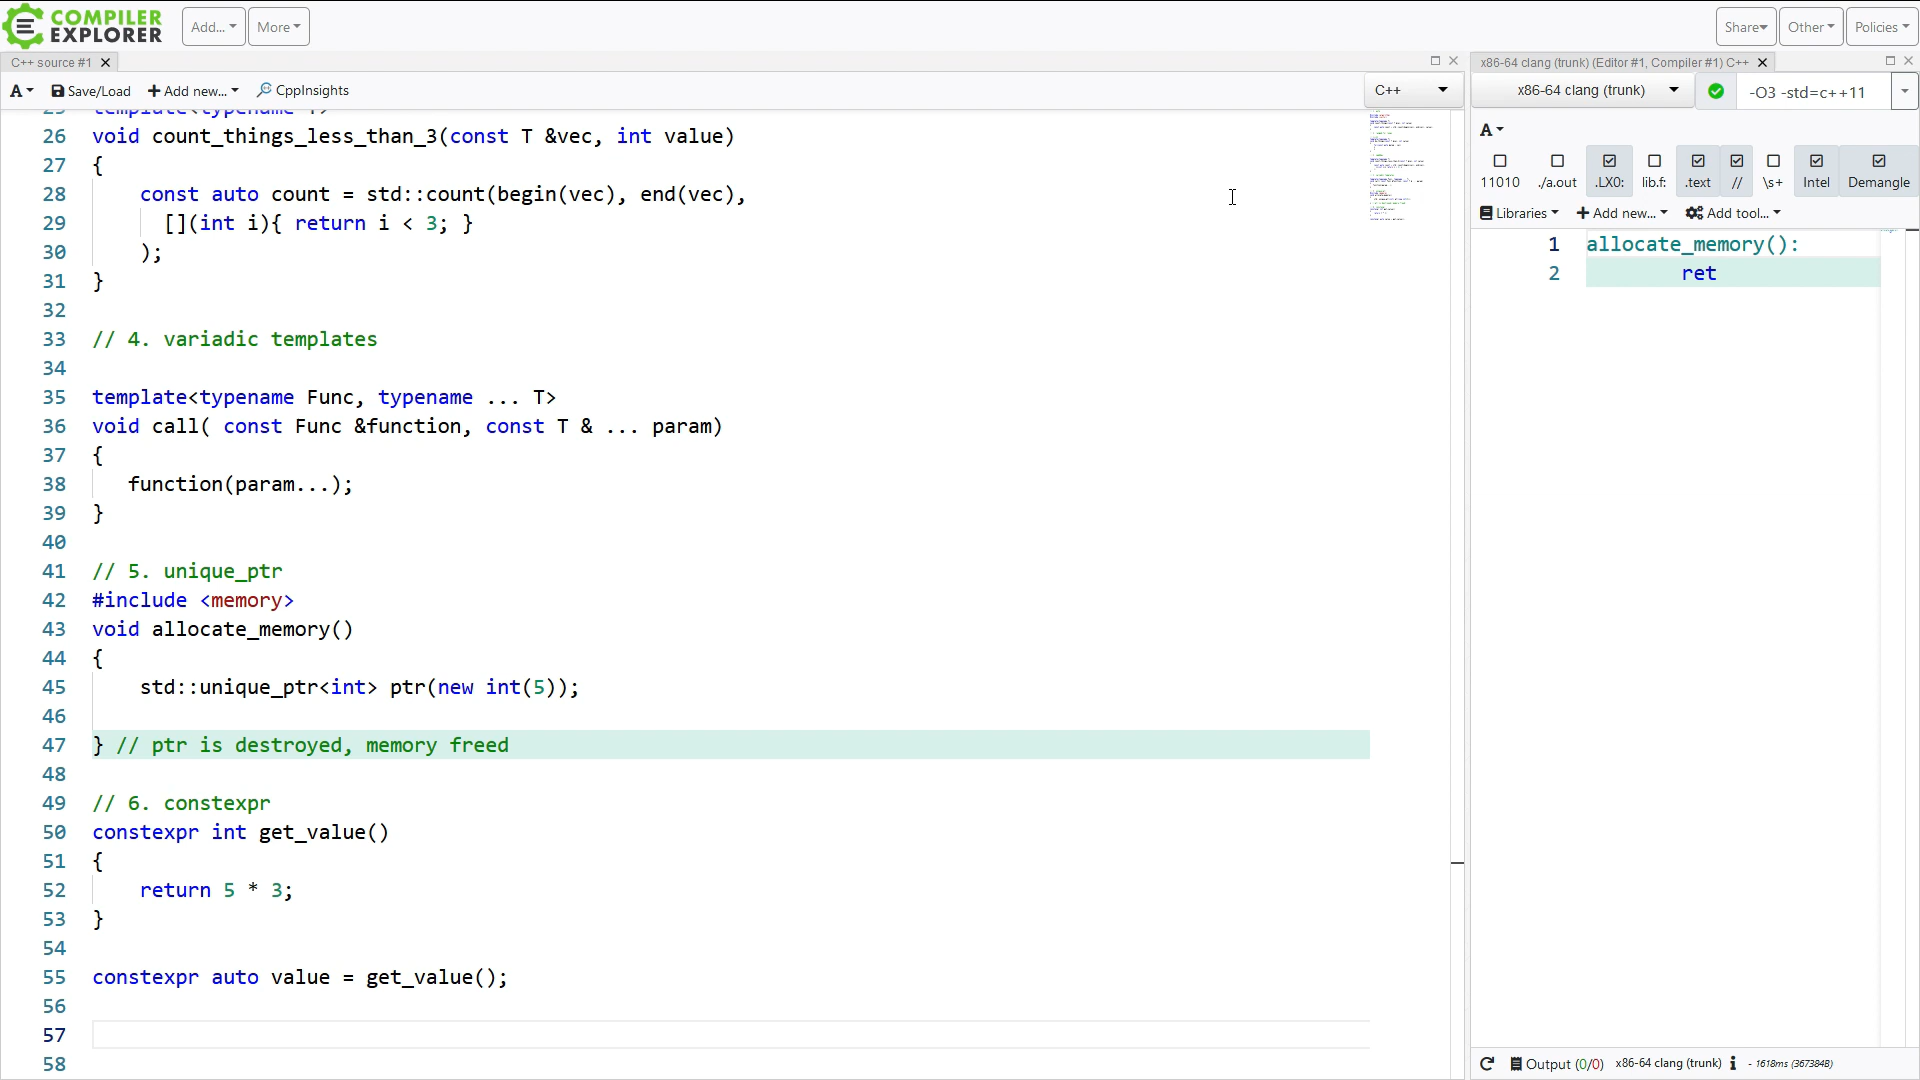 COMPILER
EXPLORER
Add...
More
Share
Other
Policies
C++ source #1
A
Save/Load
Add new...
CppInsights
C++
25 template<typename T>
26 void count_things_less_than_3(const T &vec, int value)
27 {
28 const auto count = std::count(begin(vec), end(vec),
29 [](int i){ return i < 3; }
30 );
31 }
32
33 // 4. variadic templates
34
35 template<typename Func, typename ... T>
36 void call( const Func &function, const T & ... param)
37 {
38 function(param...);
39 }
40
41 // 5. unique_ptr
42 #include <memory>
43 void allocate_memory()
44 {
45 std::unique_ptr<int> ptr(new int(5));
46
47 } // ptr is destroyed, memory freed
48
49 // 6. constexpr
50 constexpr int get_value()
51 {
52 return 5 * 3;
53 }
54
55 constexpr auto value = get_value();
56
57
58
x86-64 clang (trunk) (Editor #1, Compiler #1) C++
x86-64 clang (trunk)
-O3 -std=c++11
A
11010 ./a.out .LX0: lib.f: .text // \s+ Intel Demangle
Libraries + Add new... Add tool...
1 allocate_memory():
2 ret
Output (0/0) x86-64 clang (trunk) i - 1618ms (367384B)